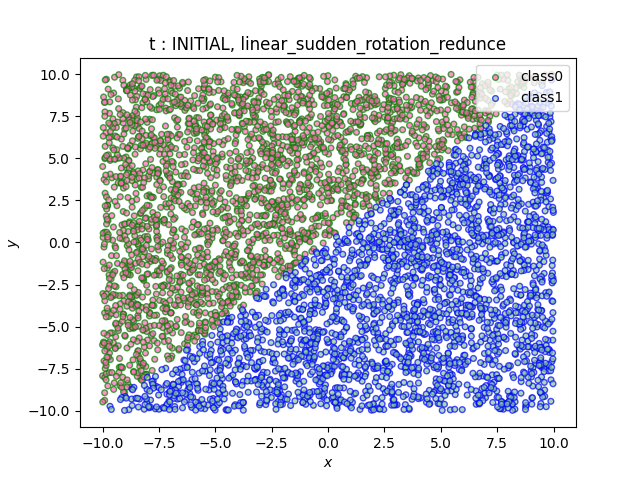 t : INITIAL, linear_sudden_rotation_redunce
class0
class1
10.0
7.5
5.0
2.5
0.0
−2.5
−5.0
−7.5
−10.0
y
−10.0 −7.5 −5.0 −2.5 0.0 2.5 5.0 7.5 10.0
x